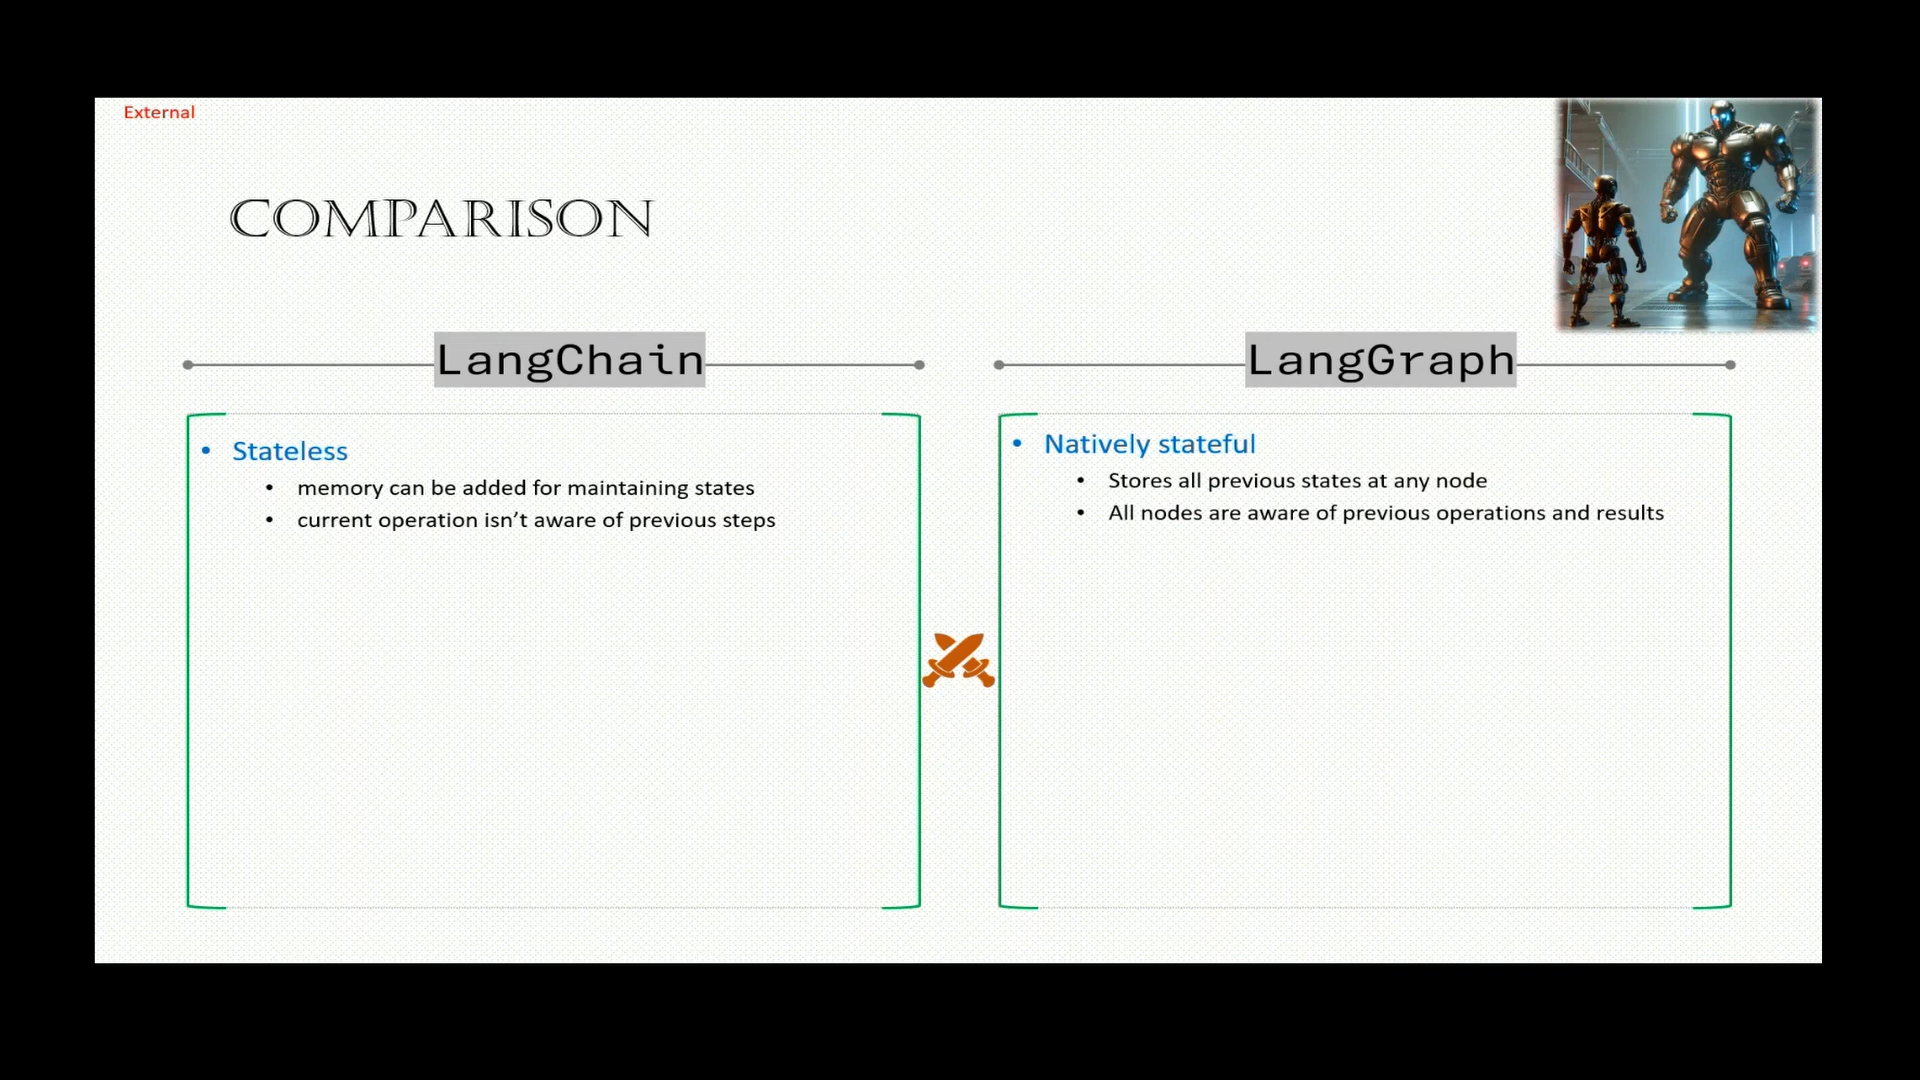 External
COMPARISON
LangChain
• Stateless
• memory can be added for maintaining states
• current operation isn’t aware of previous steps
LangGraph
• Natively stateful
• Stores all previous states at any node
• All nodes are aware of previous operations and results